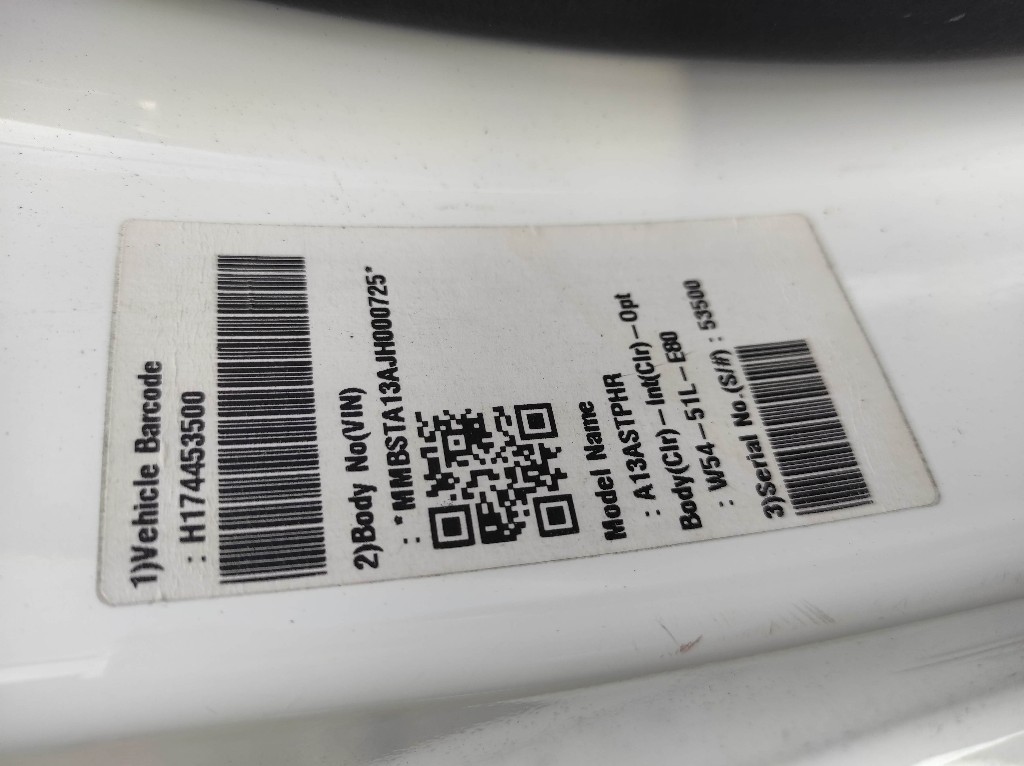 1)Vehicle Barcode
: H174453500
2)Body No(VIN)
: *MMBSTA13AJH000725*
Model Name
: A13ASTPHR
Body(Clr)-Int(Clr)-Opt
: W54-51L-E80
3)Serial No.(S/#) : 53500